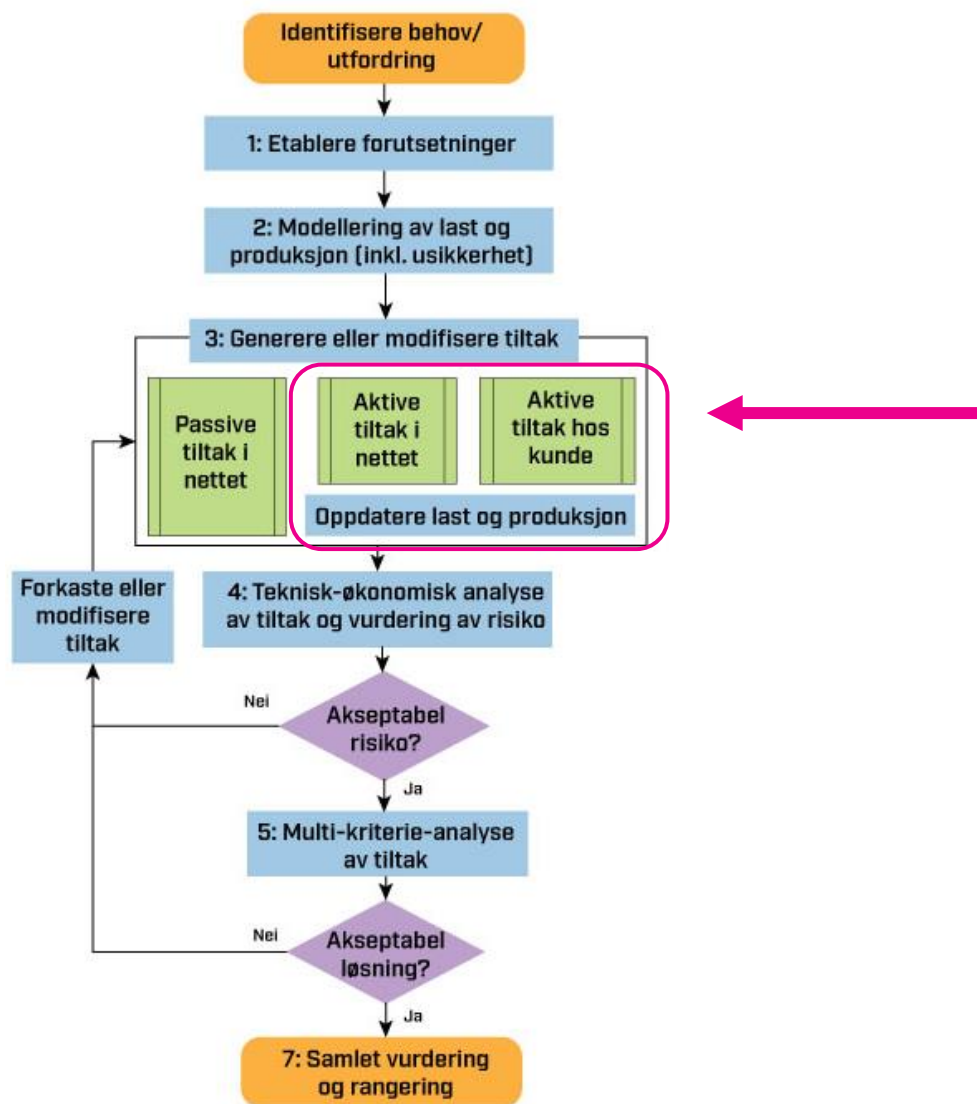 Identifisere behov/
utfordring
1: Etablere forutsetninger
2: Modellering av last og
produksjon (inkl. usikkerhet)
3: Generere eller modifisere tiltak
Passive
tiltak i
nettet
Aktive
tiltak i
nettet
Aktive
tiltak hos
kunde
Oppdatere last og produksjon
Forkaste eller
modifisere
tiltak
4: Teknisk-økonomisk analyse
av tiltak og vurdering av risiko
Nei
Akseptabel
risiko?
Ja
5: Multi-kriterie-analyse
av tiltak
Nei
Akseptabel
løsning?
Ja
7: Samlet vurdering
og rangering